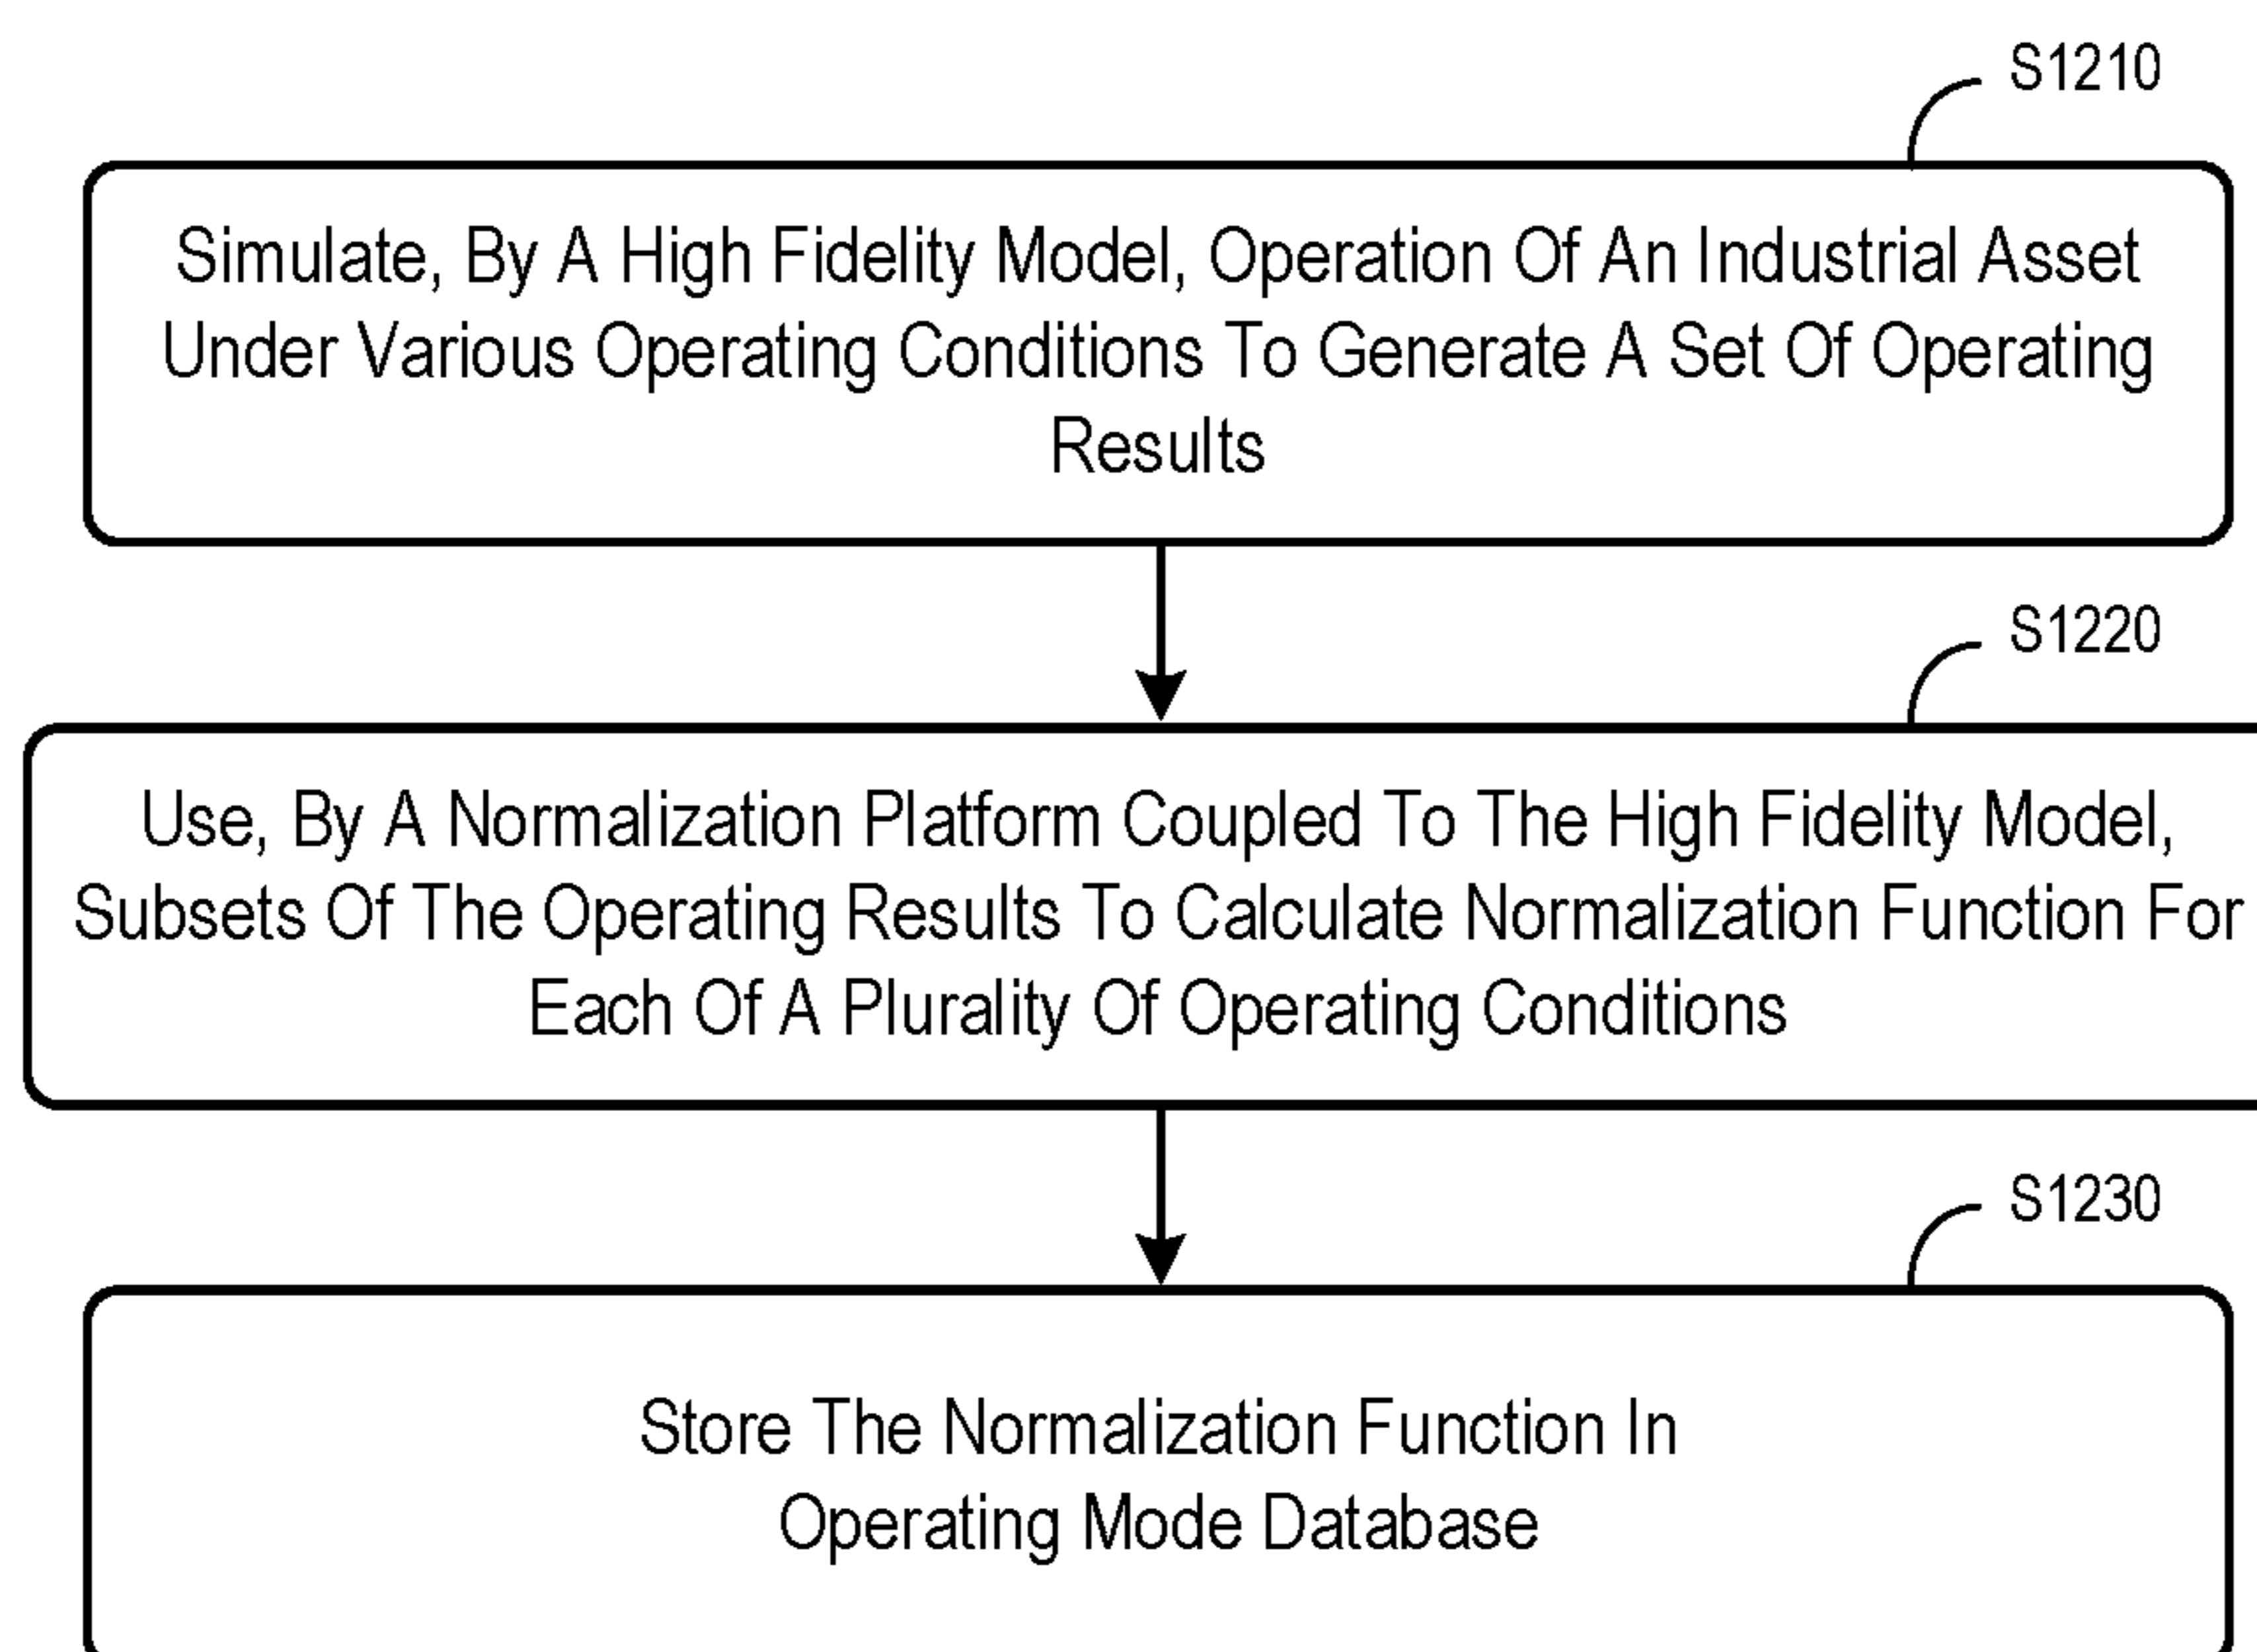 S1210
Simulate, By A High Fidelity Model, Operation Of An Industrial Asset
Under Various Operating Conditions To Generate A Set Of Operating
Results
S1220
Use, By A Normalization Platform Coupled To The High Fidelity Model,
Subsets Of The Operating Results To Calculate Normalization Function For
Each Of A Plurality Of Operating Conditions
S1230
Store The Normalization Function In
Operating Mode Database